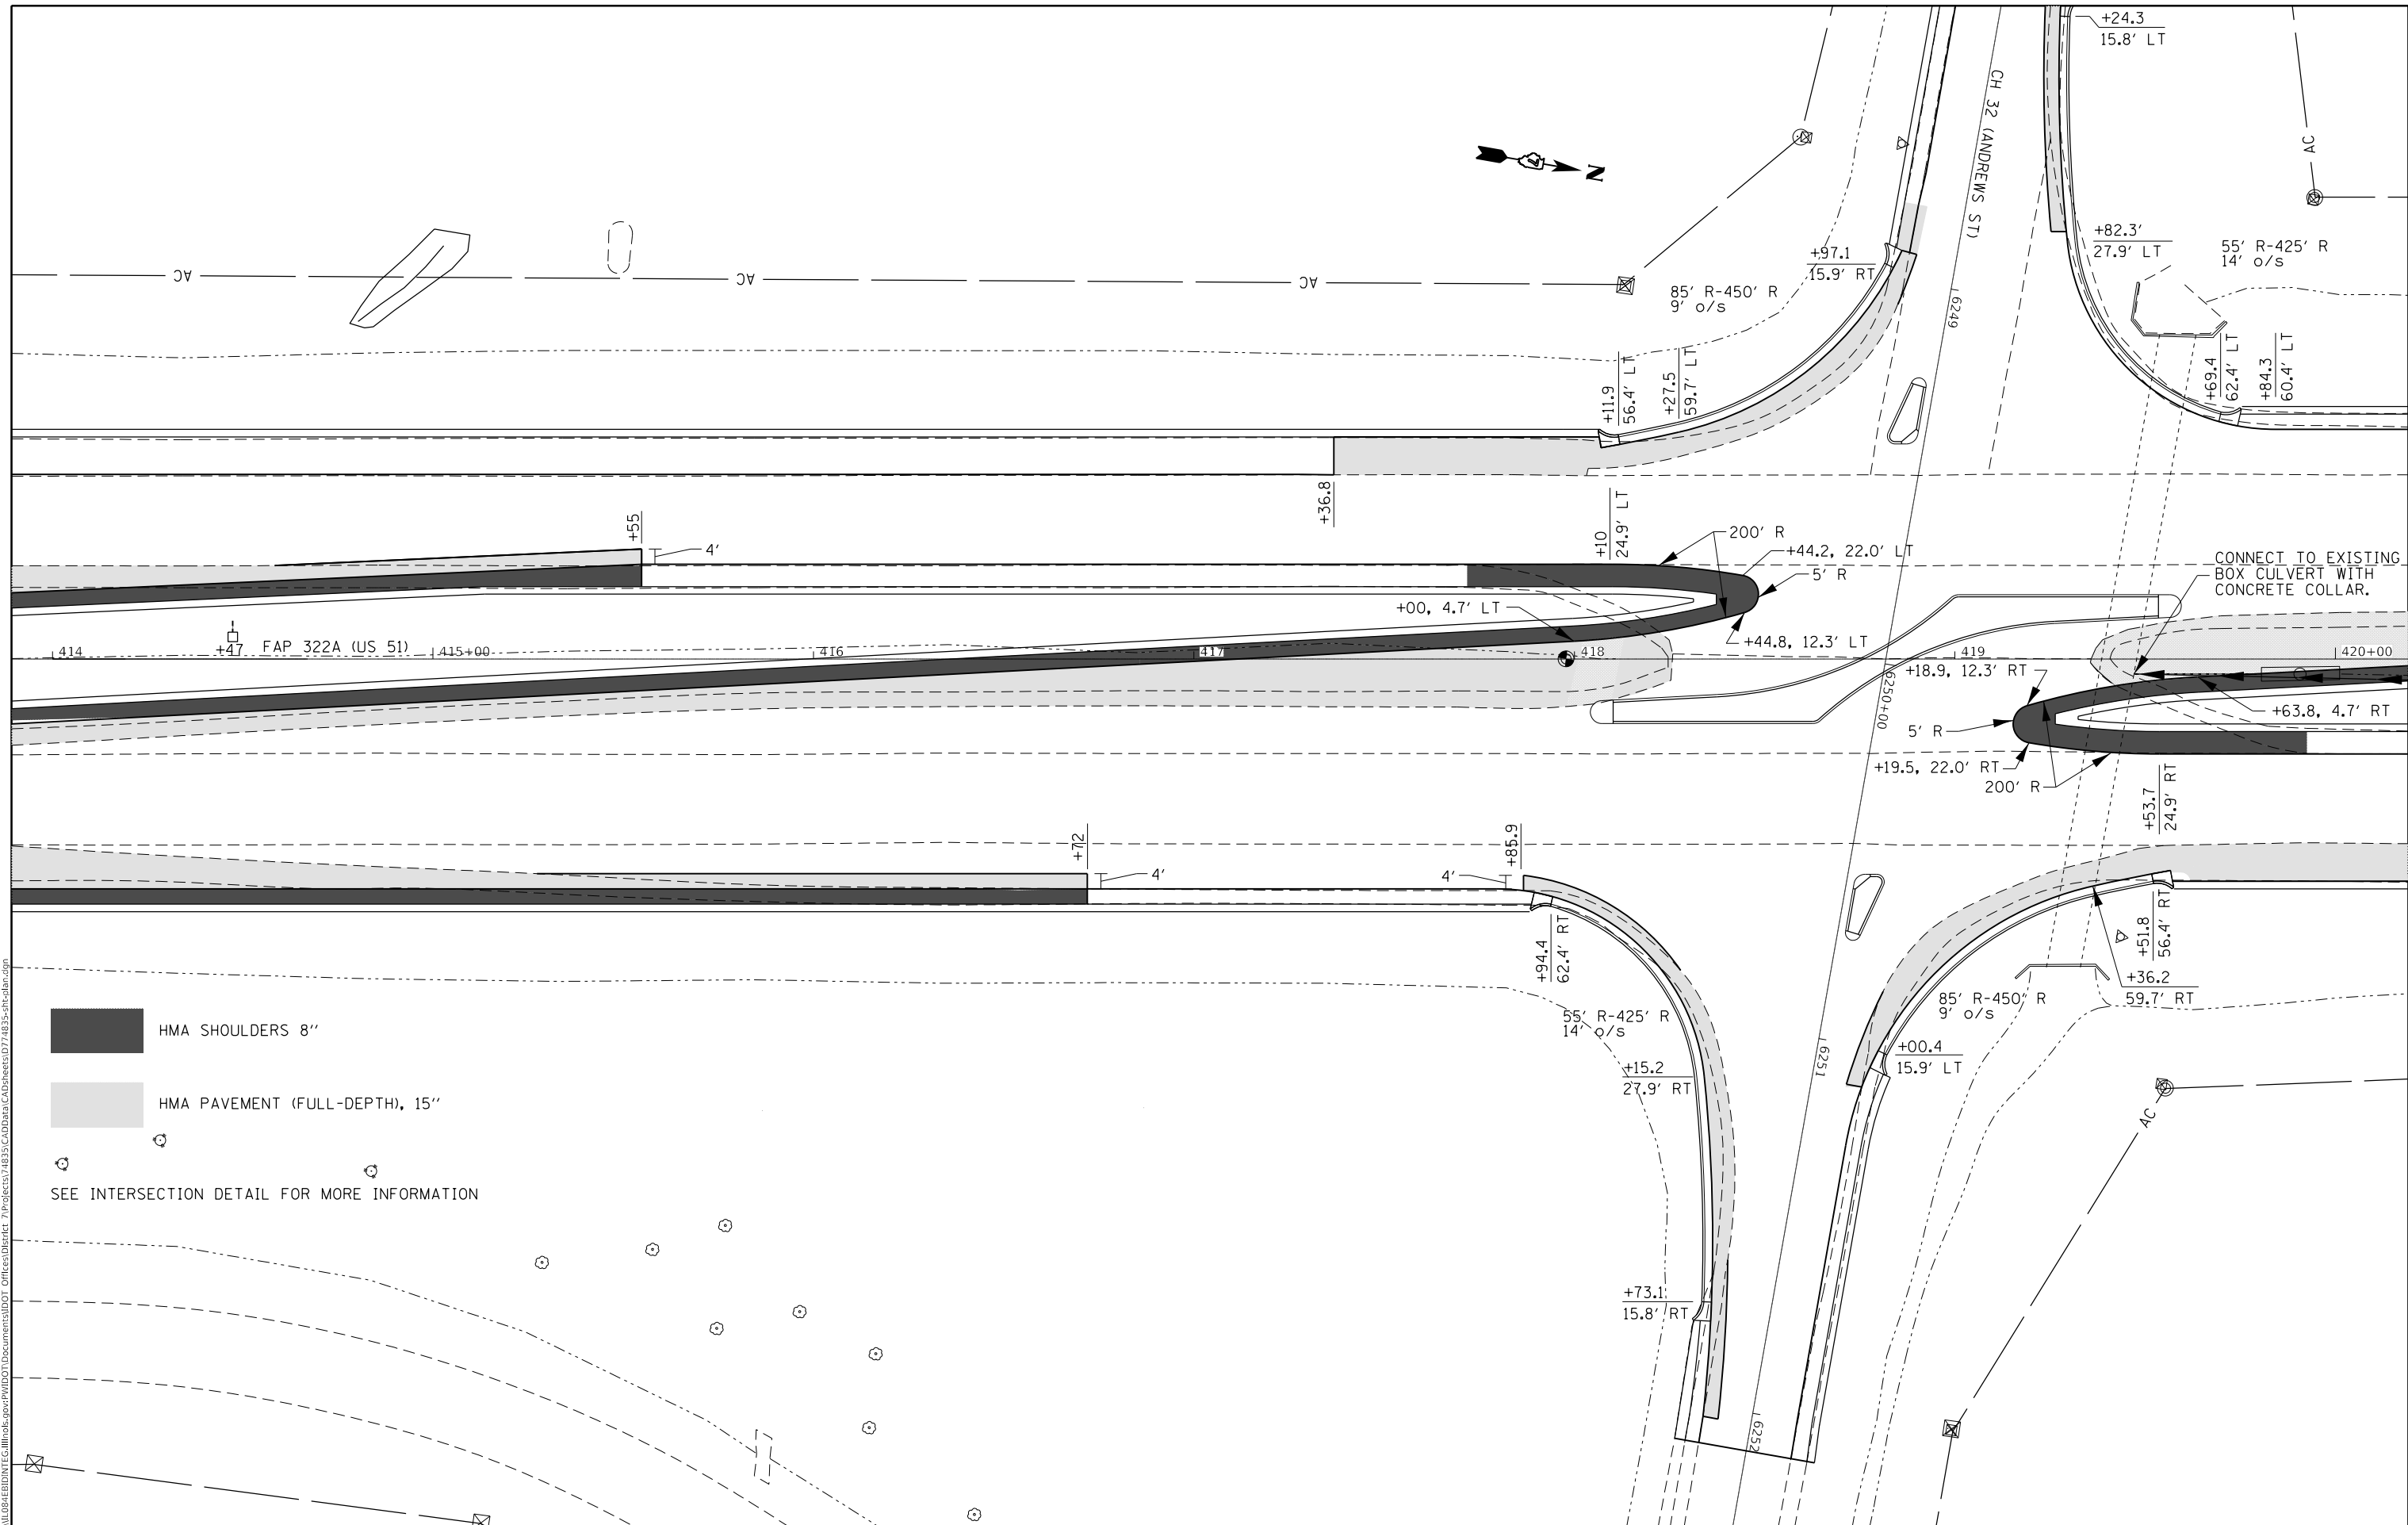 +24.3
15.8' LT
CH 32 (ANDREWS ST)
AC
N
+82.3'
27.9' LT
55' R-425' R
14' o/s
+97.1
15.9' RT
85' R-450' R
9' o/s
AC
AC
AC
6249
+11.9
56.4' LT
+27.5
59.7' LT
+69.4
62.4' LT
+84.3
60.4' LT
+55
4'
+36.8
+10
24.9' LT
200' R
+44.2, 22.0' LT
5' R
CONNECT TO EXISTING
BOX CULVERT WITH
CONCRETE COLLAR.
+00, 4.7' LT
+44.8, 12.3' LT
+47
FAP 322A (US 51)
414
415+00
416
417
418
419
420+00
+18.9, 12.3' RT
6250+00
+63.8, 4.7' RT
5' R
+19.5, 22.0' RT
200' R
+53.7
24.9' RT
+72
4'
+85.9
4'
+94.4
62.4' RT
+51.8
56.4' RT
+36.2
59.7' RT
85' R-450' R
9' o/s
55' R-425' R
14' o/s
+00.4
15.9' LT
6251
+15.2
27.9' RT
AC
HMA SHOULDERS 8"
HMA PAVEMENT (FULL-DEPTH), 15"
SEE INTERSECTION DETAIL FOR MORE INFORMATION
+73.1
15.8' RT
6252